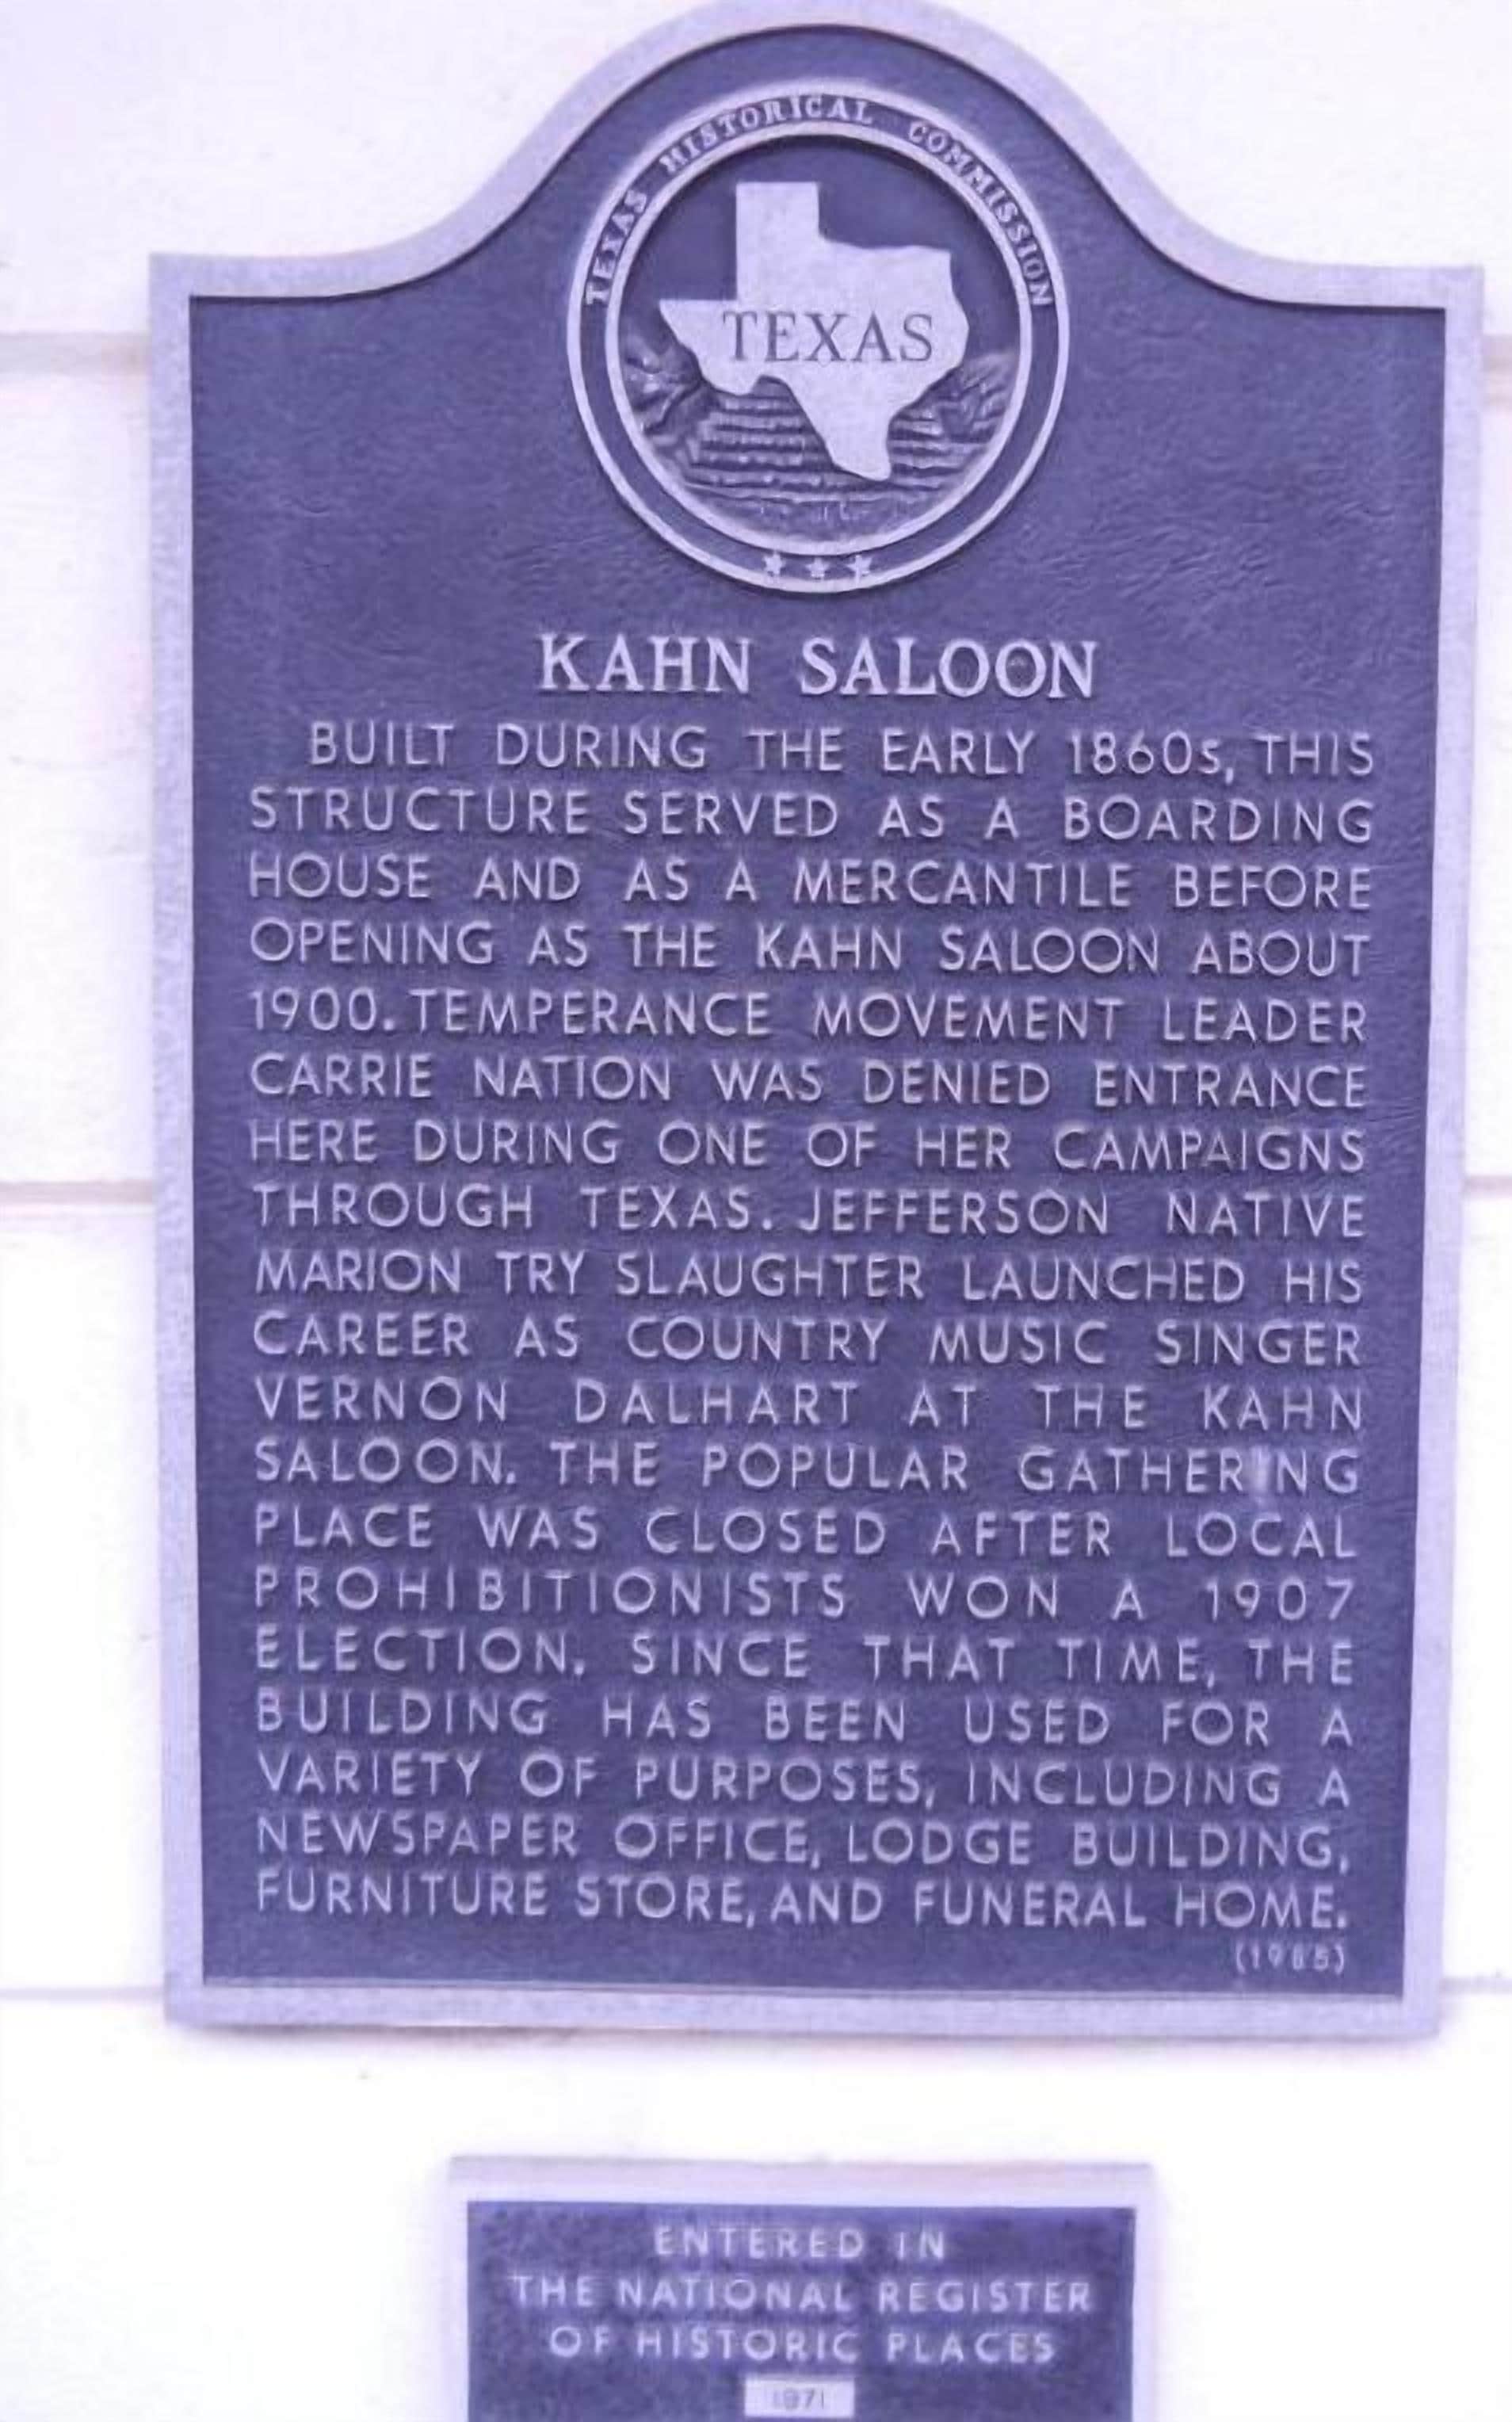 TEXAS HISTORICAL COMMISSION
TEXAS
KAHN SALOON
BUILT DURING THE EARLY 1860s, THIS
STRUCTURE SERVED AS A BOARDING
HOUSE AND AS A MERCANTILE BEFORE
OPENING AS THE KAHN SALOON ABOUT
1900. TEMPERANCE MOVEMENT LEADER
CARRIE NATION WAS DENIED ENTRANCE
HERE DURING ONE OF HER CAMPAIGNS
THROUGH TEXAS. JEFFERSON NATIVE
MARION TRY SLAUGHTER LAUNCHED HIS
CAREER AS COUNTRY MUSIC SINGER
VERNON DALHART AT THE KAHN
SALOON. THE POPULAR GATHERING
PLACE WAS CLOSED AFTER LOCAL
PROHIBITIONISTS WON A 1907
ELECTION. SINCE THAT TIME, THE
BUILDING HAS BEEN USED FOR A
VARIETY OF PURPOSES, INCLUDING A
NEWSPAPER OFFICE, LODGE BUILDING,
FURNITURE STORE, AND FUNERAL HOME.
ENTERED IN
THE NATIONAL REGISTER
OF HISTORIC PLACES
1971